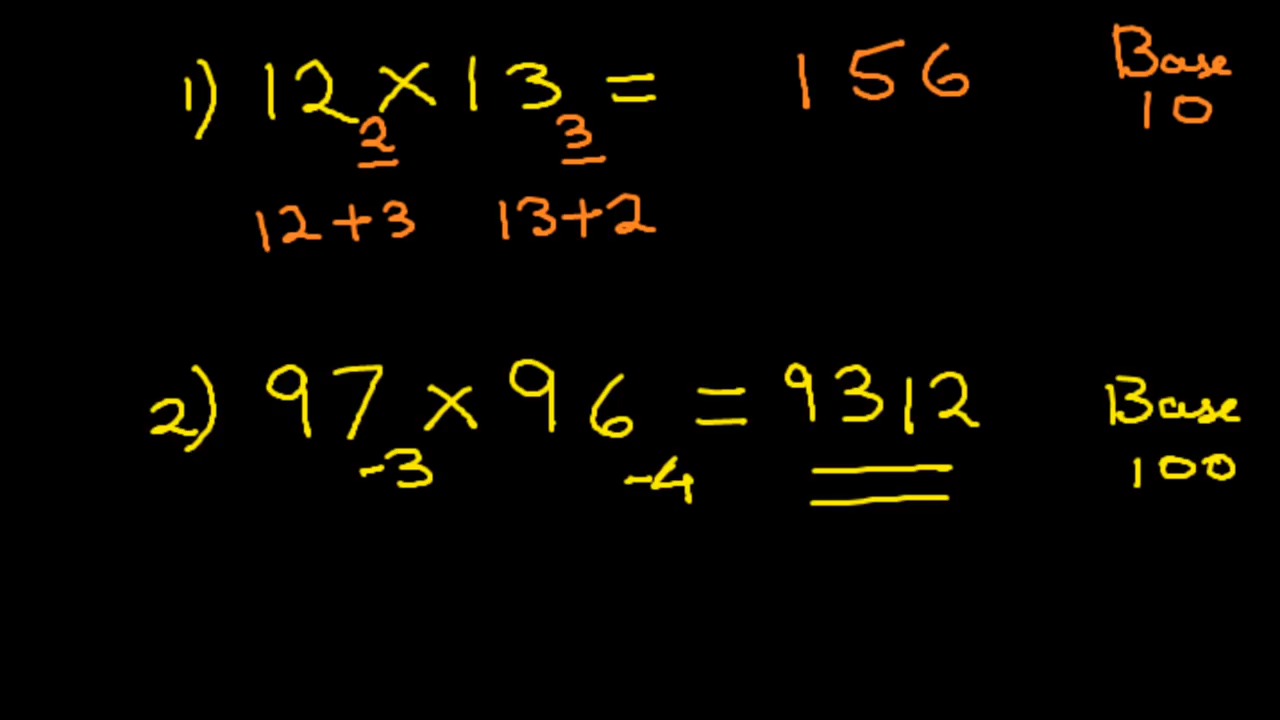 1) 12 × 13 = 156 Base
2 3 10
12+3 13+2
2) 97 × 96 = 9312 Base
-3 -4 100